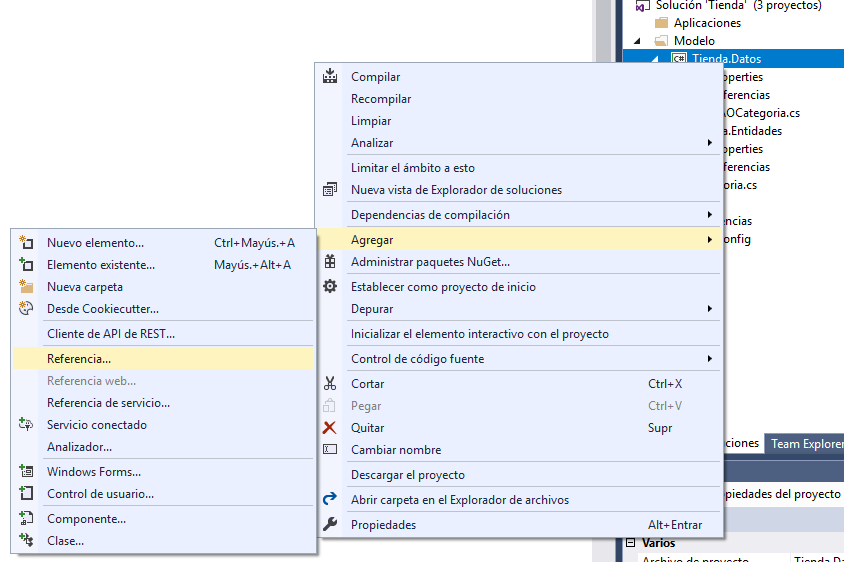 Solución 'Tienda' (3 proyectos)
Aplicaciones
Modelo
C# Tienda.Datos
Compilar
Recompilar
Limpiar
Analizar
Limitar el ámbito a esto
Nueva vista de Explorador de soluciones
Dependencias de compilación
Agregar
Administrar paquetes NuGet...
Establecer como proyecto de inicio
Depurar
Inicializar el elemento interactivo con el proyecto
Control de código fuente
Cortar Ctrl+X
Pegar Ctrl+V
Quitar Supr
Cambiar nombre
Descargar el proyecto
Abrir carpeta en el Explorador de archivos
Propiedades Alt+Entrar
Nuevo elemento... Ctrl+Mayús.+A
Elemento existente... Mayús.+Alt+A
Nueva carpeta
Desde Cookiecutter...
Cliente de API de REST...
Referencia...
Referencia web...
Referencia de servicio...
Servicio conectado
Analizador...
Windows Forms...
Control de usuario...
Componente...
Clase...
operties
ferencias
AOCategoria.cs
a.Entidades
operties
ferencias
oria.cs
encias
onfig
ciones Team Explorer
piedades del proyecto
Varios
Archivo de proyecto Tienda.Da